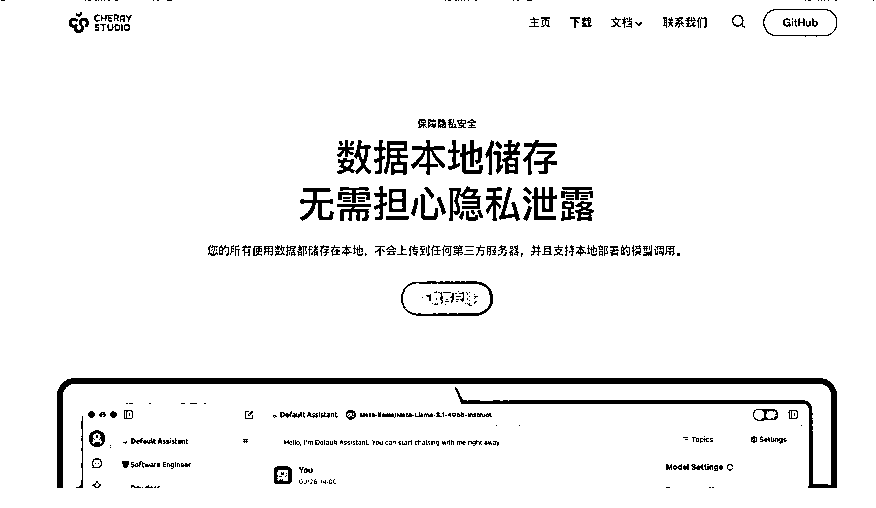 CHERRY
STUDIO
主页 下载 文档 联系我们 GitHub
保障隐私安全
数据本地储存
无需担心隐私泄露
您的所有使用数据都储存在本地，不会上传到任何第三方服务器，并且支持本地部署的模型调用。
Default Assistant Meta-llama/Meta-Llama-3.1-405B-Instruct
Default Assistant # Hello, I'm Default Assistant. You can start chatting with me right away Topics Settings
Software Engineer You Model Settings